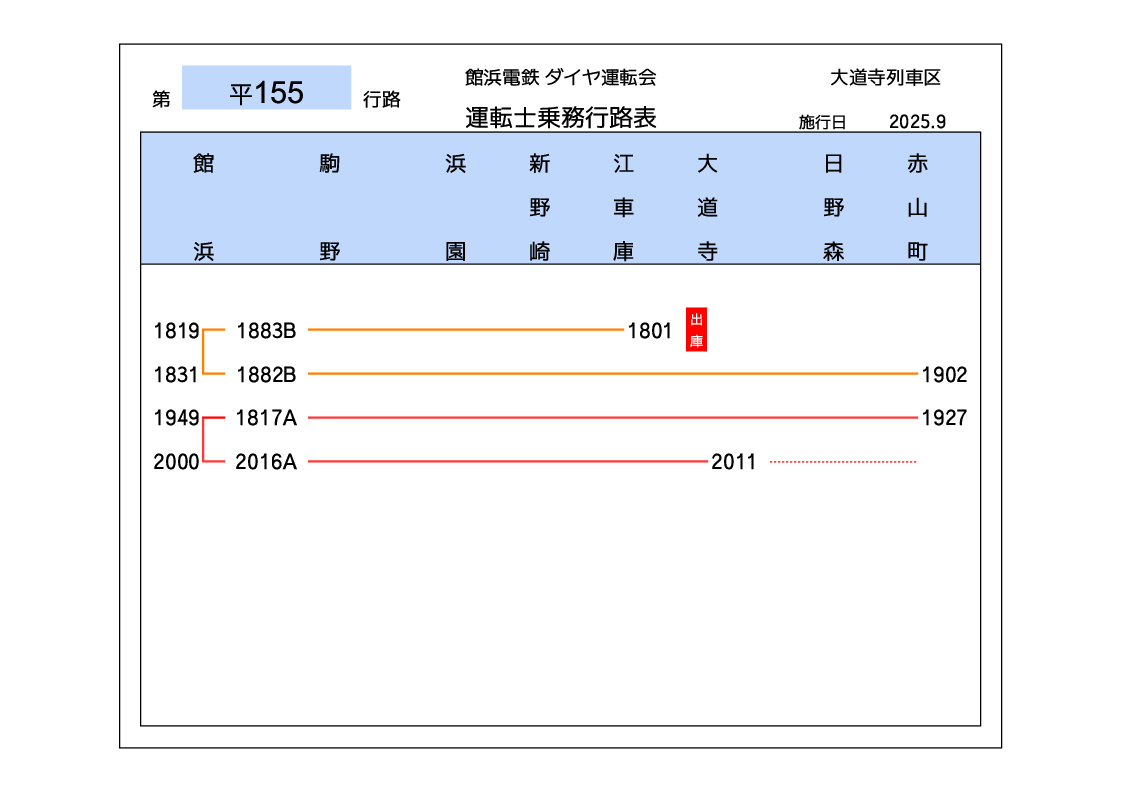 館浜電鉄 ダイヤ運転会
大道寺列車区
第 平155 行路
運転士乗務行路表
施行日 2025.9
館浜 駒野 浜園 新野崎 江車庫 大道寺 日野森 赤山町
1819 1883B 1801 出庫
1831 1882B 1902
1949 1817A 1927
2000 2016A 2011